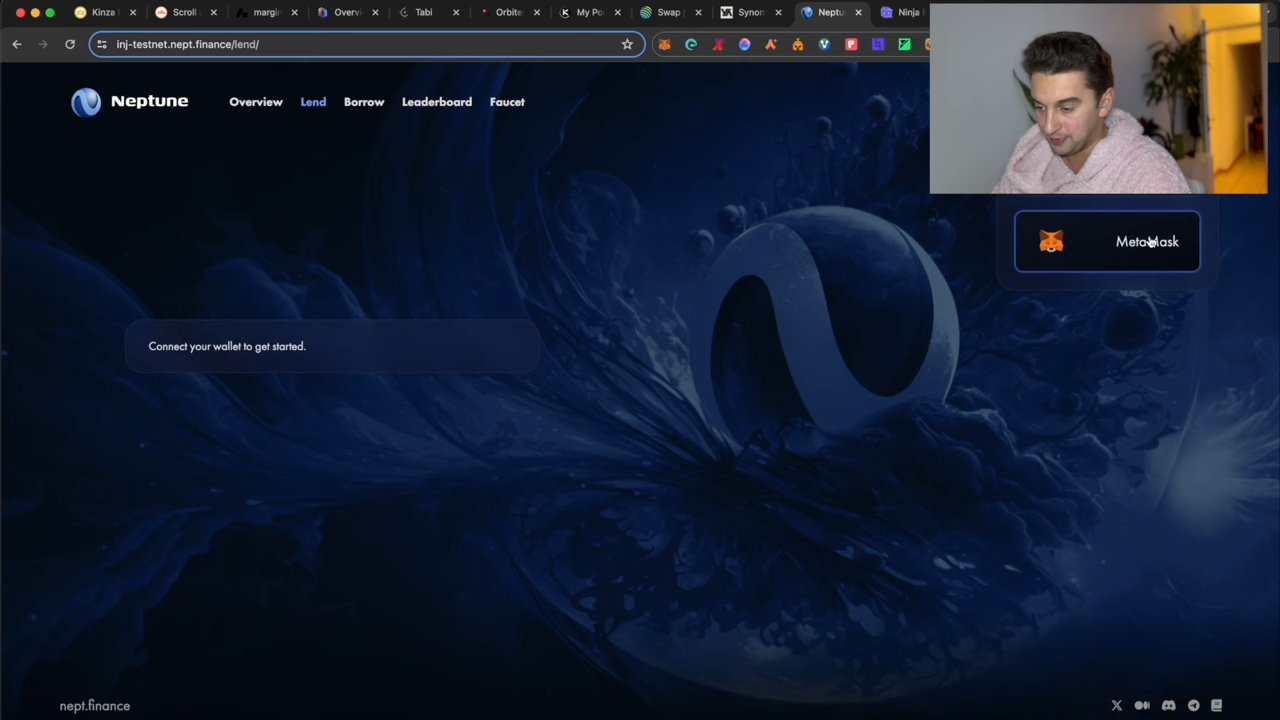 Kinza
Scroll
margin
Overvi
Tabi
Orbite
My Po
Swap
Synon
Neptu
Ninja
inj-testnet.nept.finance/lend/
Neptune
Overview
Lend
Borrow
Leaderboard
Faucet
MetaMask
Connect your wallet to get started.
nept.finance